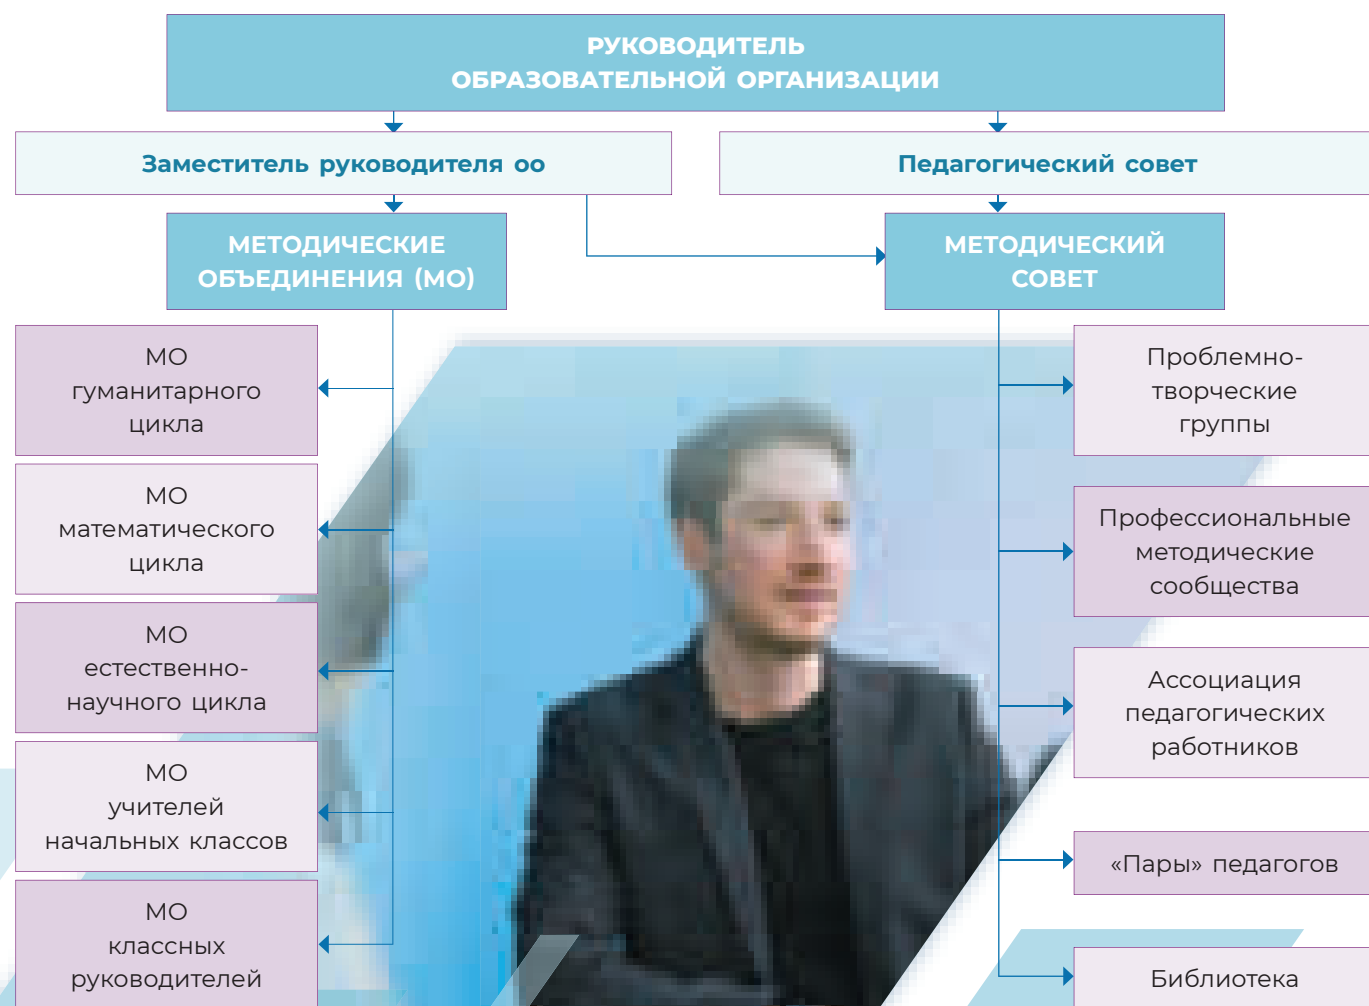 РУКОВОДИТЕЛЬ
ОБРАЗОВАТЕЛЬНОЙ ОРГАНИЗАЦИИ
Заместитель руководителя оо
Педагогический совет
МЕТОДИЧЕСКИЕ
ОБЪЕДИНЕНИЯ (МО)
МЕТОДИЧЕСКИЙ
СОВЕТ
МО
гуманитарного
цикла
МО
математического
цикла
МО
естественно-
научного цикла
МО
учителей
начальных классов
МО
классных
руководителей
Проблемно-
творческие
группы
Профессиональные
методические
сообщества
Ассоциация
педагогических
работников
«Пары» педагогов
Библиотека